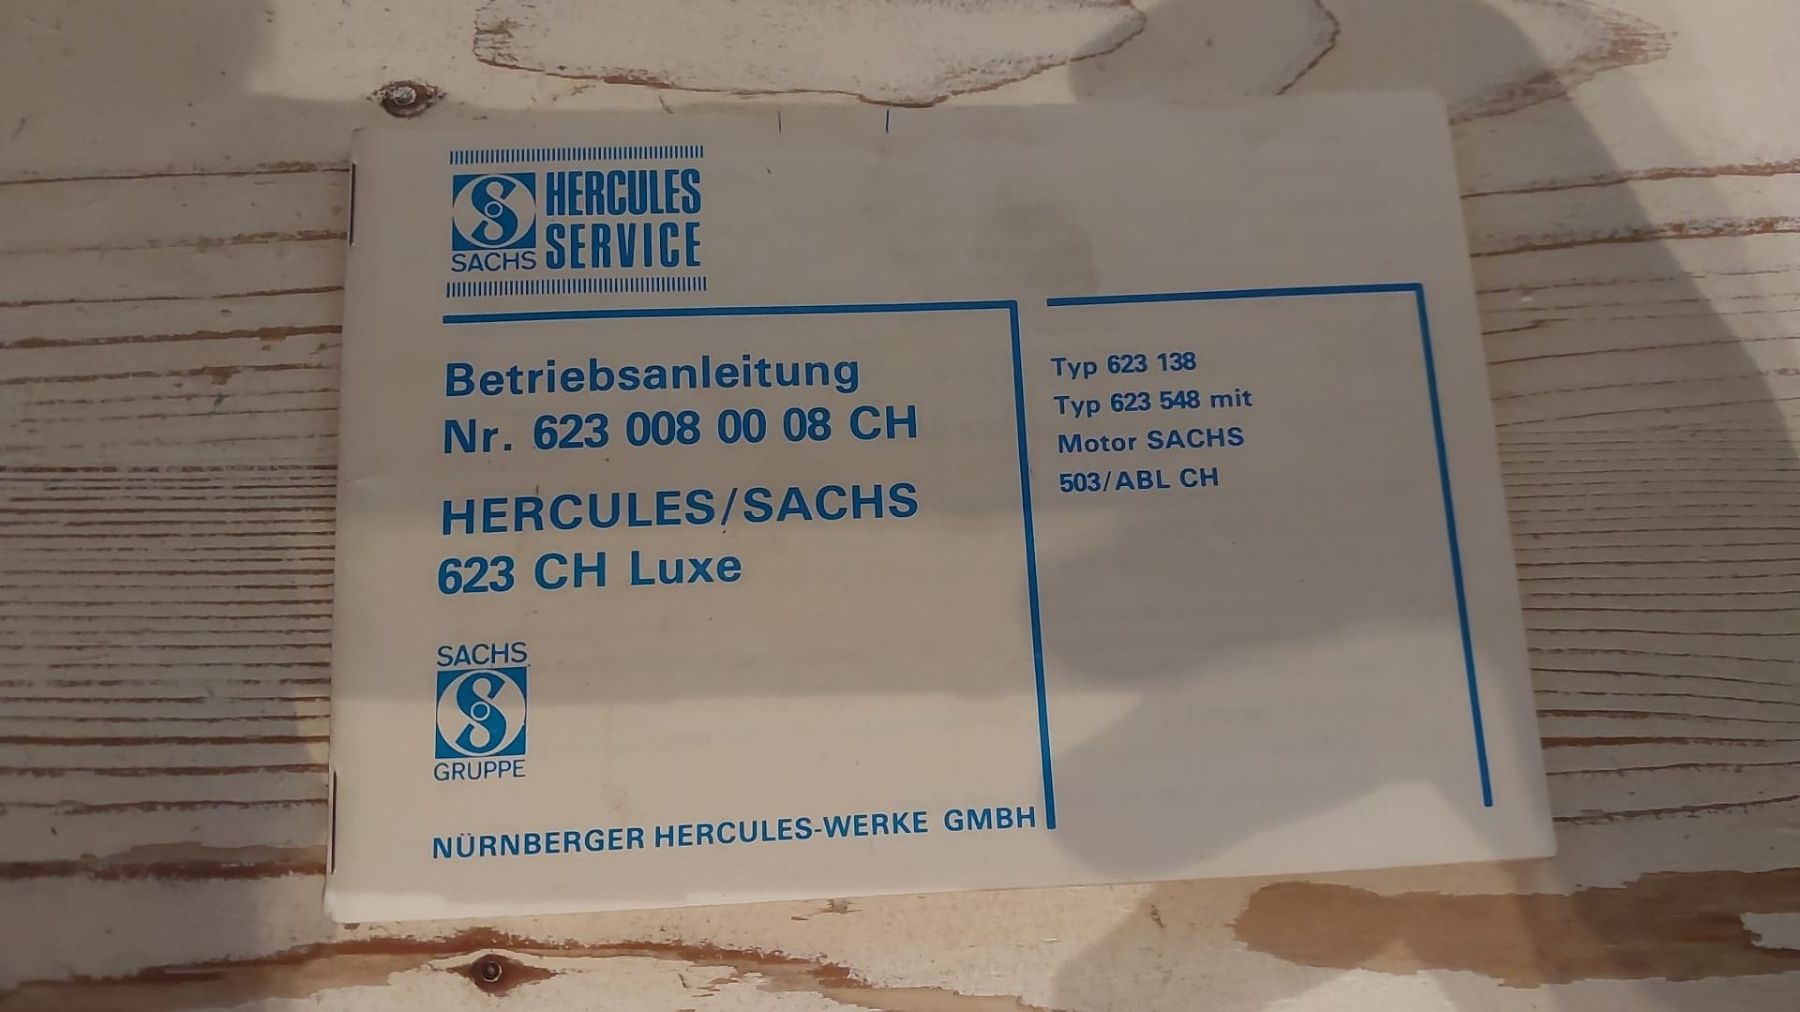 HERCULES
SERVICE
SACHS
Betriebsanleitung
Nr. 623 008 00 08 CH
HERCULES/SACHS
623 CH Luxe
SACHS
GRUPPE
NÜRNBERGER HERCULES-WERKE GMBH
Typ 623 138
Typ 623 548 mit
Motor SACHS
503/ABL CH